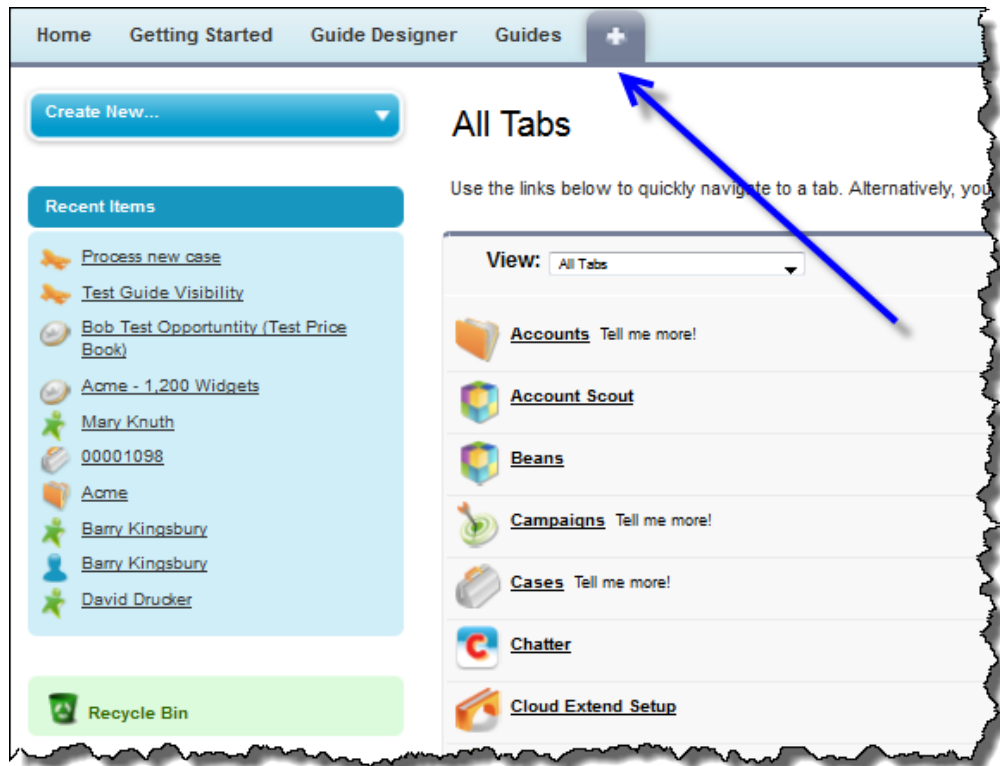 Home Getting Started Guide Designer Guides
Create New...
Recent Items
Process new case
Test Guide Visibility
Bob Test Opportuntity (Test Price
Book)
Acme - 1,200 Widgets
Mary Knuth
00001098
Acme
Barry Kingsbury
Barry Kingsbury
David Drucker
Recycle Bin
All Tabs
Use the links below to quickly navigate to a tab. Alternatively, you
View: All Tabs
Accounts Tell me more!
Account Scout
Beans
Campaigns Tell me more!
Cases Tell me more!
Chatter
Cloud Extend Setup